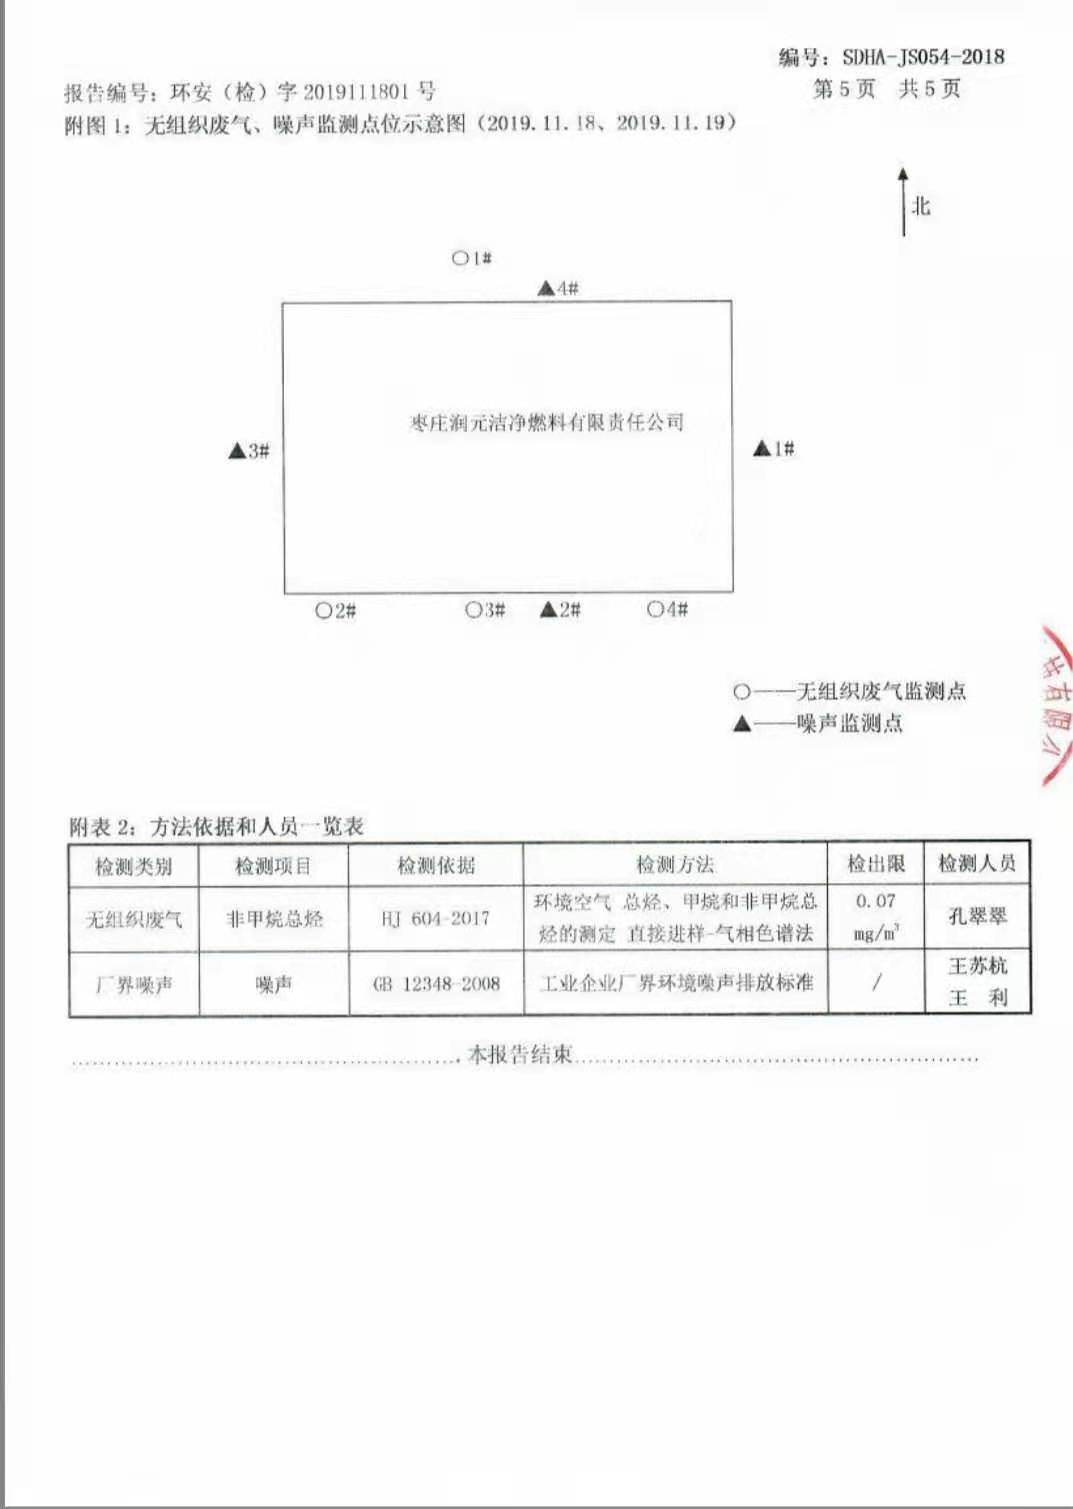 编号：SDHA-JS054-2018
报告编号：环安（检）字 2019111801 号
第 5 页 共 5 页
附图 1：无组织废气、噪声监测点位示意图（2019.11.18、2019.11.19）
北
○1#
▲4#
枣庄润元洁净燃料有限责任公司
▲3#
▲1#
○2#
○3#
▲2#
○4#
○——无组织废气监测点
▲——噪声监测点
有限
附表 2：方法依据和人员一览表
检测类别 检测项目 检测依据 检测方法 检出限 检测人员
无组织废气 非甲烷总烃 HJ 604-2017 环境空气 总烃、甲烷和非甲烷总
烃的测定 直接进样-气相色谱法 0.07
mg/m³ 孔翠翠
厂界噪声 噪声 GB 12348-2008 工业企业厂界环境噪声排放标准 / 王苏杭
王 利
本报告结束